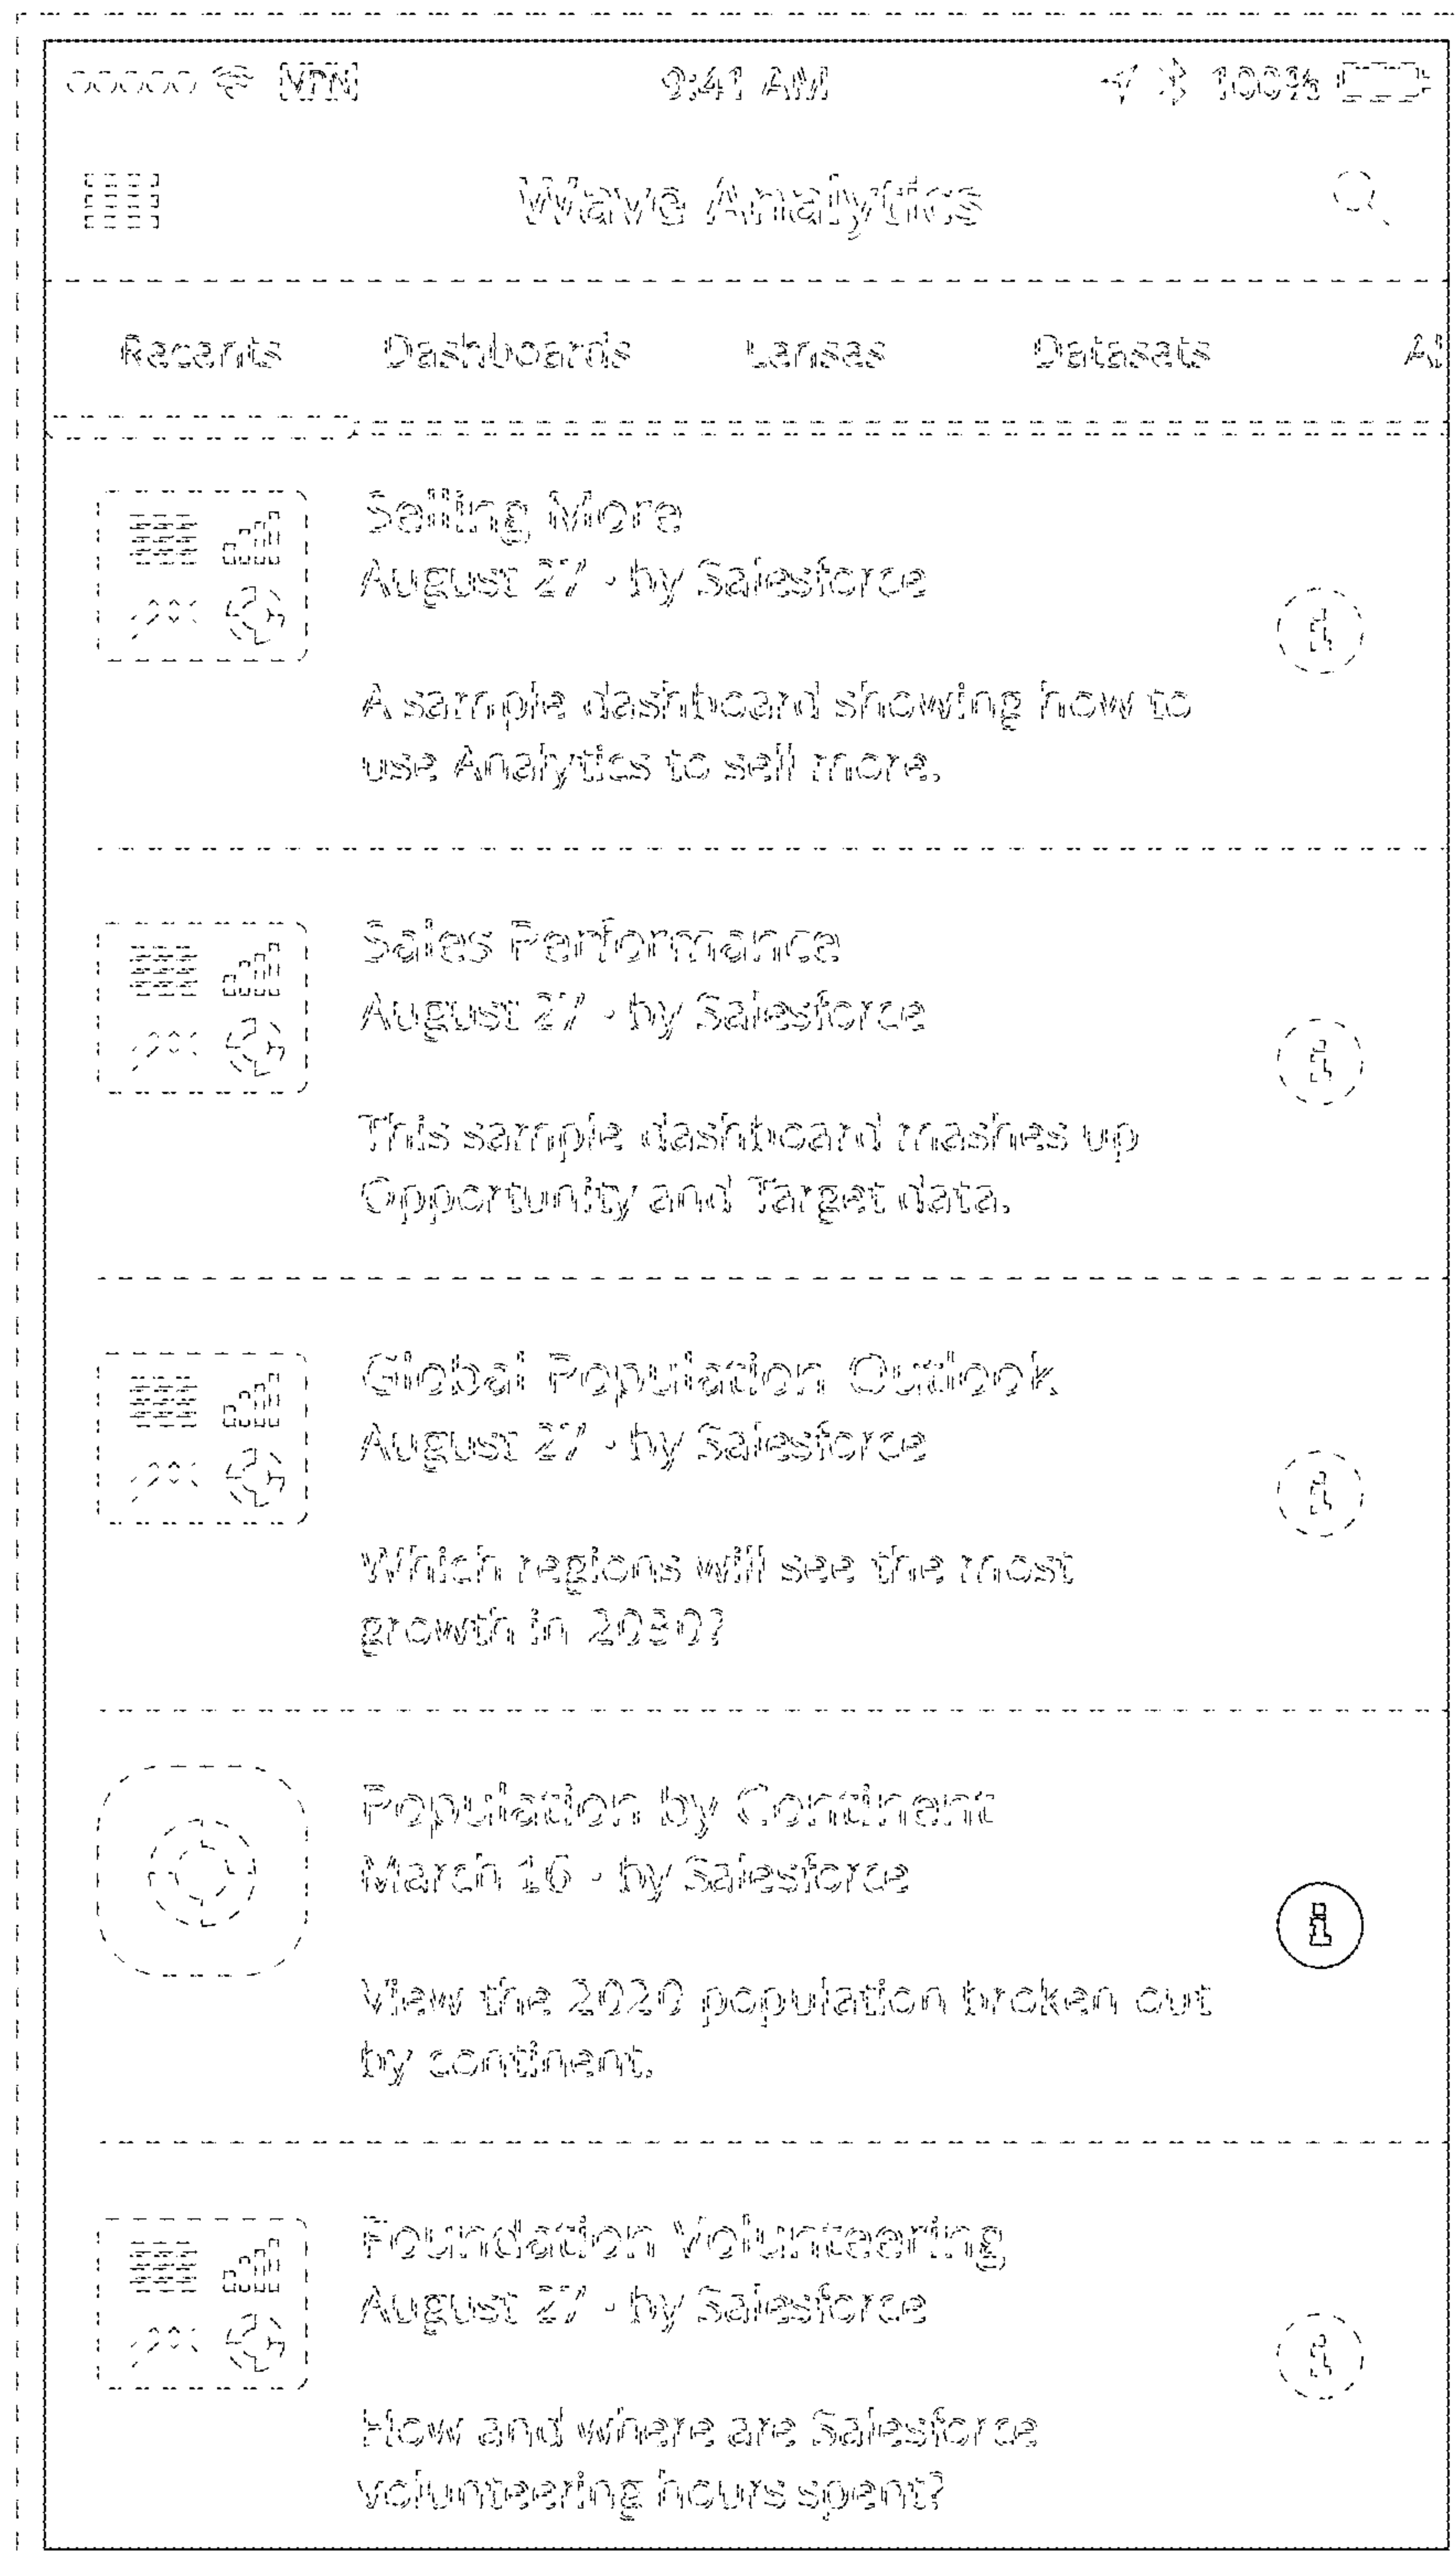 VPN 9:41 AM 100%
Wave Analytics
Recents Dashboards Lenses Datasets
Selling More
August 27 · by Salesforce
A sample dashboard showing how to
use Analytics to sell more.
Sales Performance
August 27 · by Salesforce
This sample dashboard mashes up
Opportunity and Target data.
Global Population Outlook
August 27 · by Salesforce
Which regions will see the most
growth in 2030?
Population by Continent
March 16 · by Salesforce
View the 2020 population broken out
by continent.
Foundation Volunteering
August 27 · by Salesforce
How and where are Salesforce
volunteering hours spent?